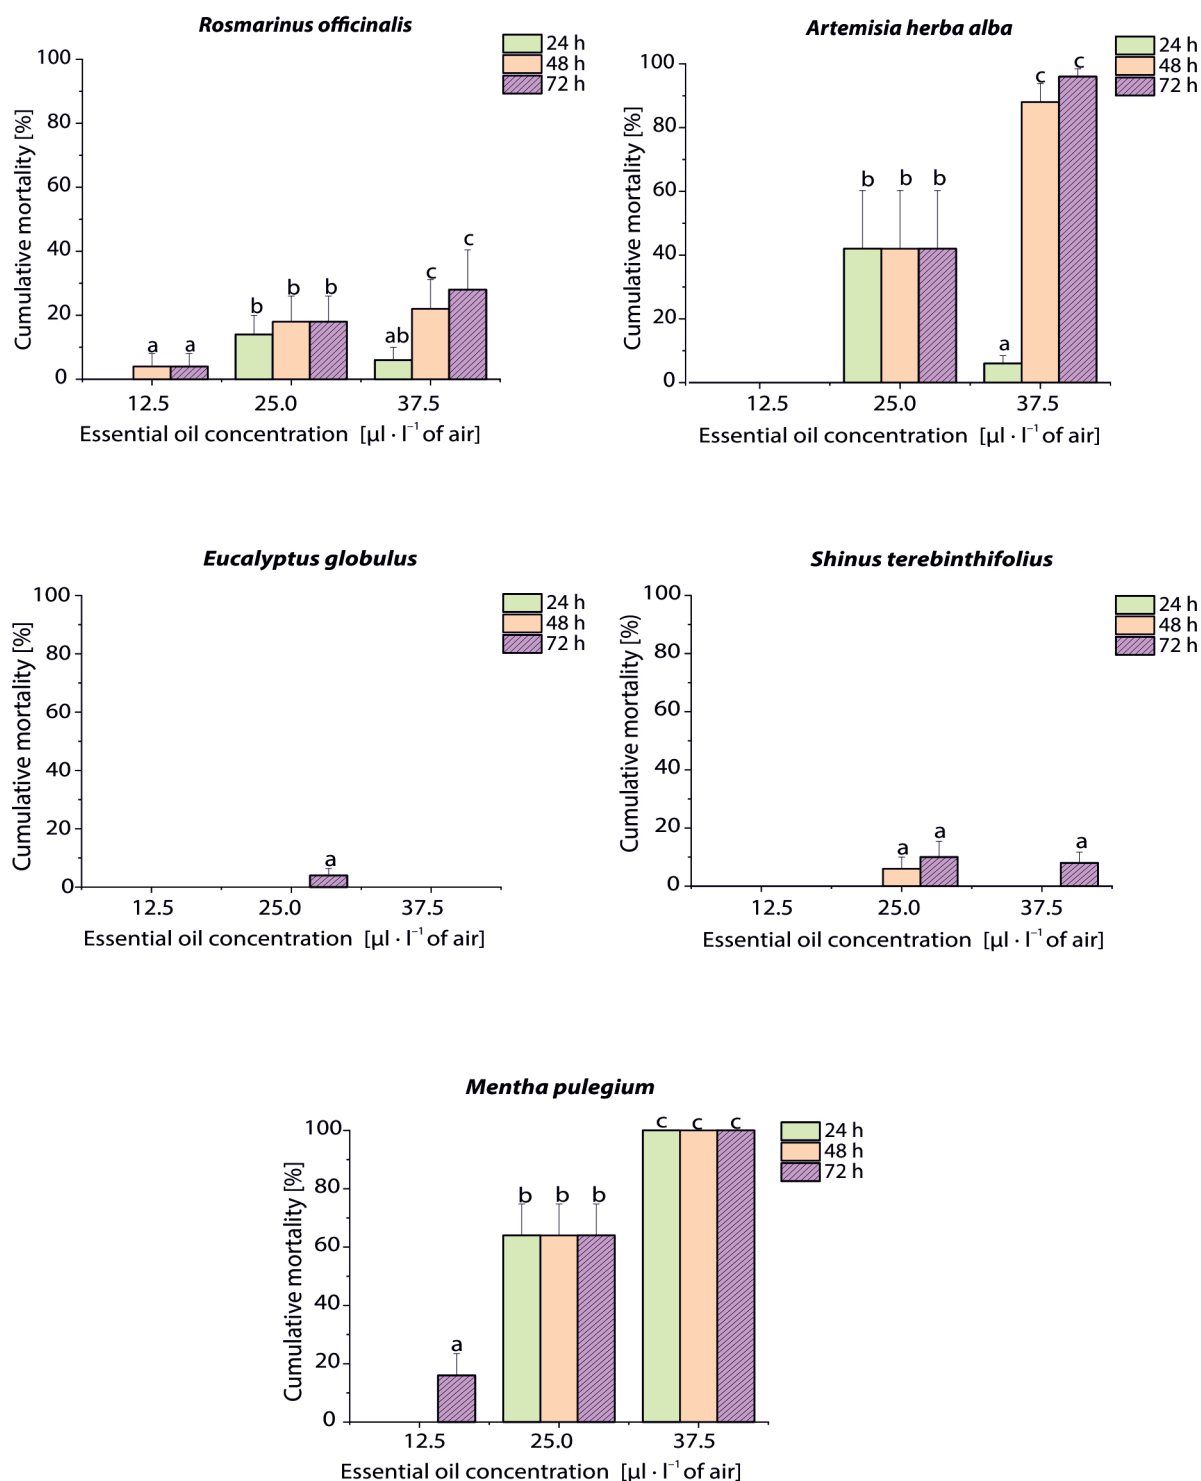 Rosmarinus officinalis
24 h
48 h
72 h
Cumulative mortality [%]
100
80
60
40
20
0
a
a
b
b
b
ab
c
c
12.5
25.0
37.5
Essential oil concentration [µl · l⁻¹ of air]
Artemisia herba alba
24 h
48 h
72 h
Cumulative mortality [%]
100
80
60
40
20
0
b
b
b
a
c
c
12.5
25.0
37.5
Essential oil concentration [µl · l⁻¹ of air]
Eucalyptus globulus
24 h
48 h
72 h
Cumulative mortality [%]
100
80
60
40
20
0
a
12.5
25.0
37.5
Essential oil concentration [µl · l⁻¹ of air]
Shinus terebinthifolius
24 h
48 h
72 h
Cumulative mortality [%)
100
80
60
40
20
0
a
a
a
12.5
25.0
37.5
Essential oil concentration [µl · l⁻¹ of air]
Mentha pulegium
24 h
48 h
72 h
Cumulative mortality [%]
100
80
60
40
20
0
a
b
b
b
c
c
c
12.5
25.0
37.5
Essential oil concentration [µl · l⁻¹ of air]